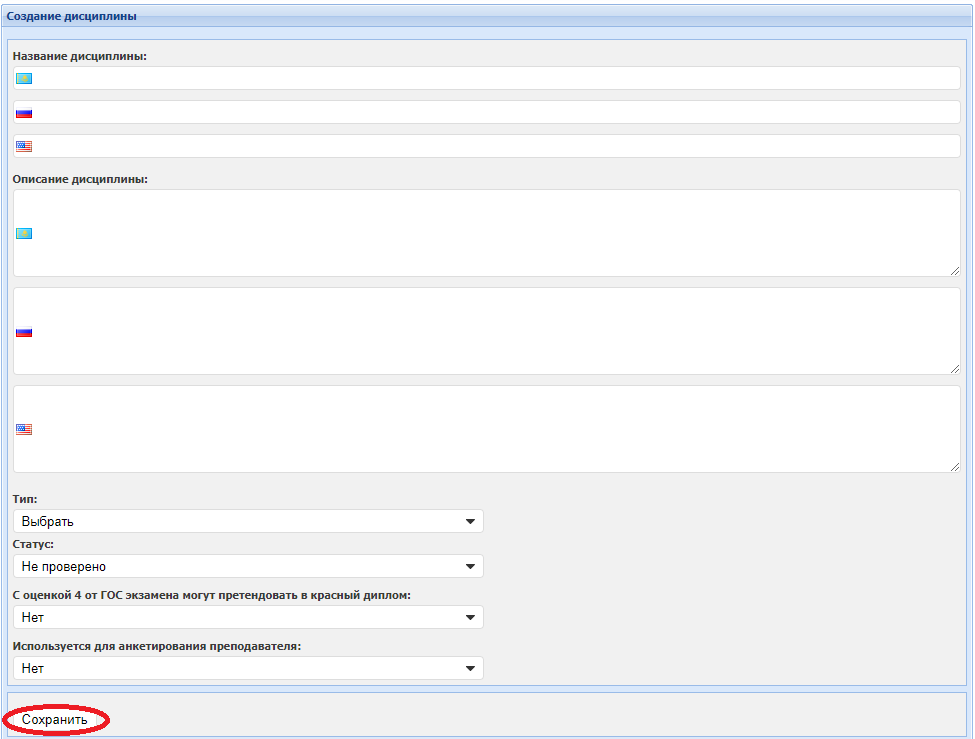 Создание дисциплины
Название дисциплины:
Описание дисциплины:
Тип:
Выбрать
Статус:
Не проверено
С оценкой 4 от ГОС экзамена могут претендовать в красный диплом:
Нет
Используется для анкетирования преподавателя:
Нет
Сохранить